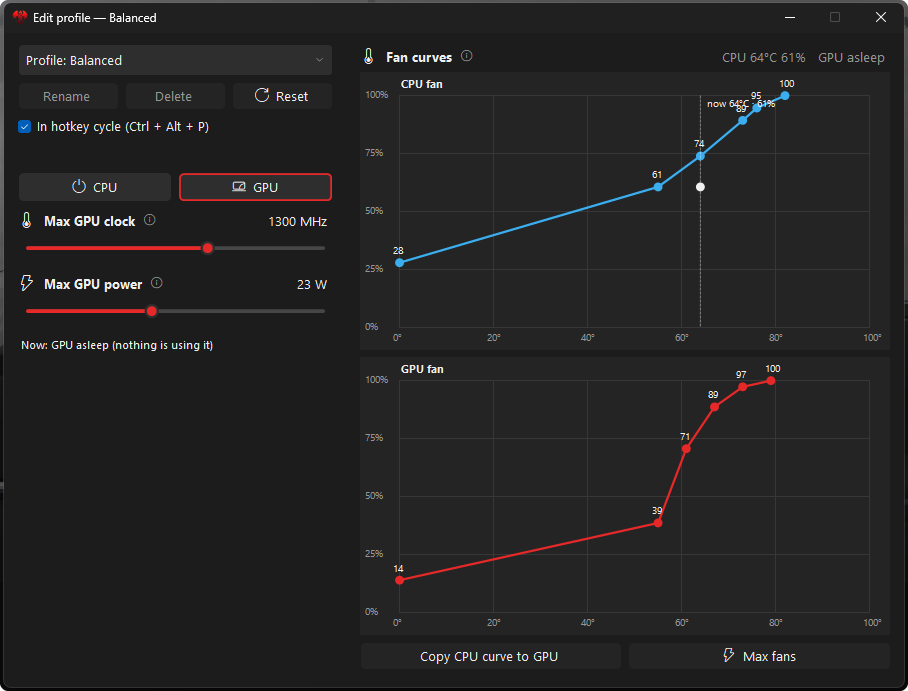 Edit profile — Balanced
Profile: Balanced
Rename
Delete
Reset
In hotkey cycle (Ctrl + Alt + P)
CPU
GPU
Max GPU clock
1300 MHz
Max GPU power
23 W
Now: GPU asleep (nothing is using it)
Fan curves
CPU 64°C 61%
GPU asleep
CPU fan
100%
75%
50%
25%
0%
0°
20°
40°
60°
80°
100°
28
61
74
89
95
100
now 64°C · 61%
GPU fan
100%
75%
50%
25%
0%
0°
20°
40°
60°
80°
100°
14
39
71
89
97
100
Copy CPU curve to GPU
Max fans